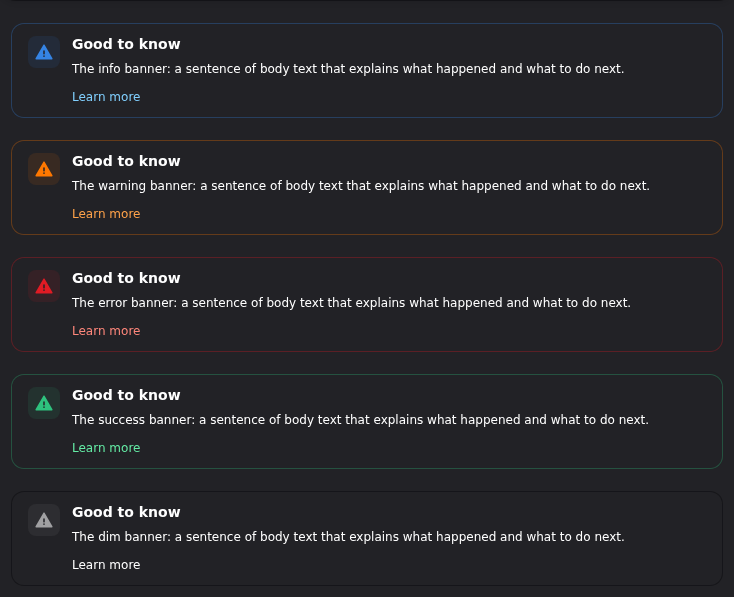 Good to know
The info banner: a sentence of body text that explains what happened and what to do next.
Learn more
Good to know
The warning banner: a sentence of body text that explains what happened and what to do next.
Learn more
Good to know
The error banner: a sentence of body text that explains what happened and what to do next.
Learn more
Good to know
The success banner: a sentence of body text that explains what happened and what to do next.
Learn more
Good to know
The dim banner: a sentence of body text that explains what happened and what to do next.
Learn more